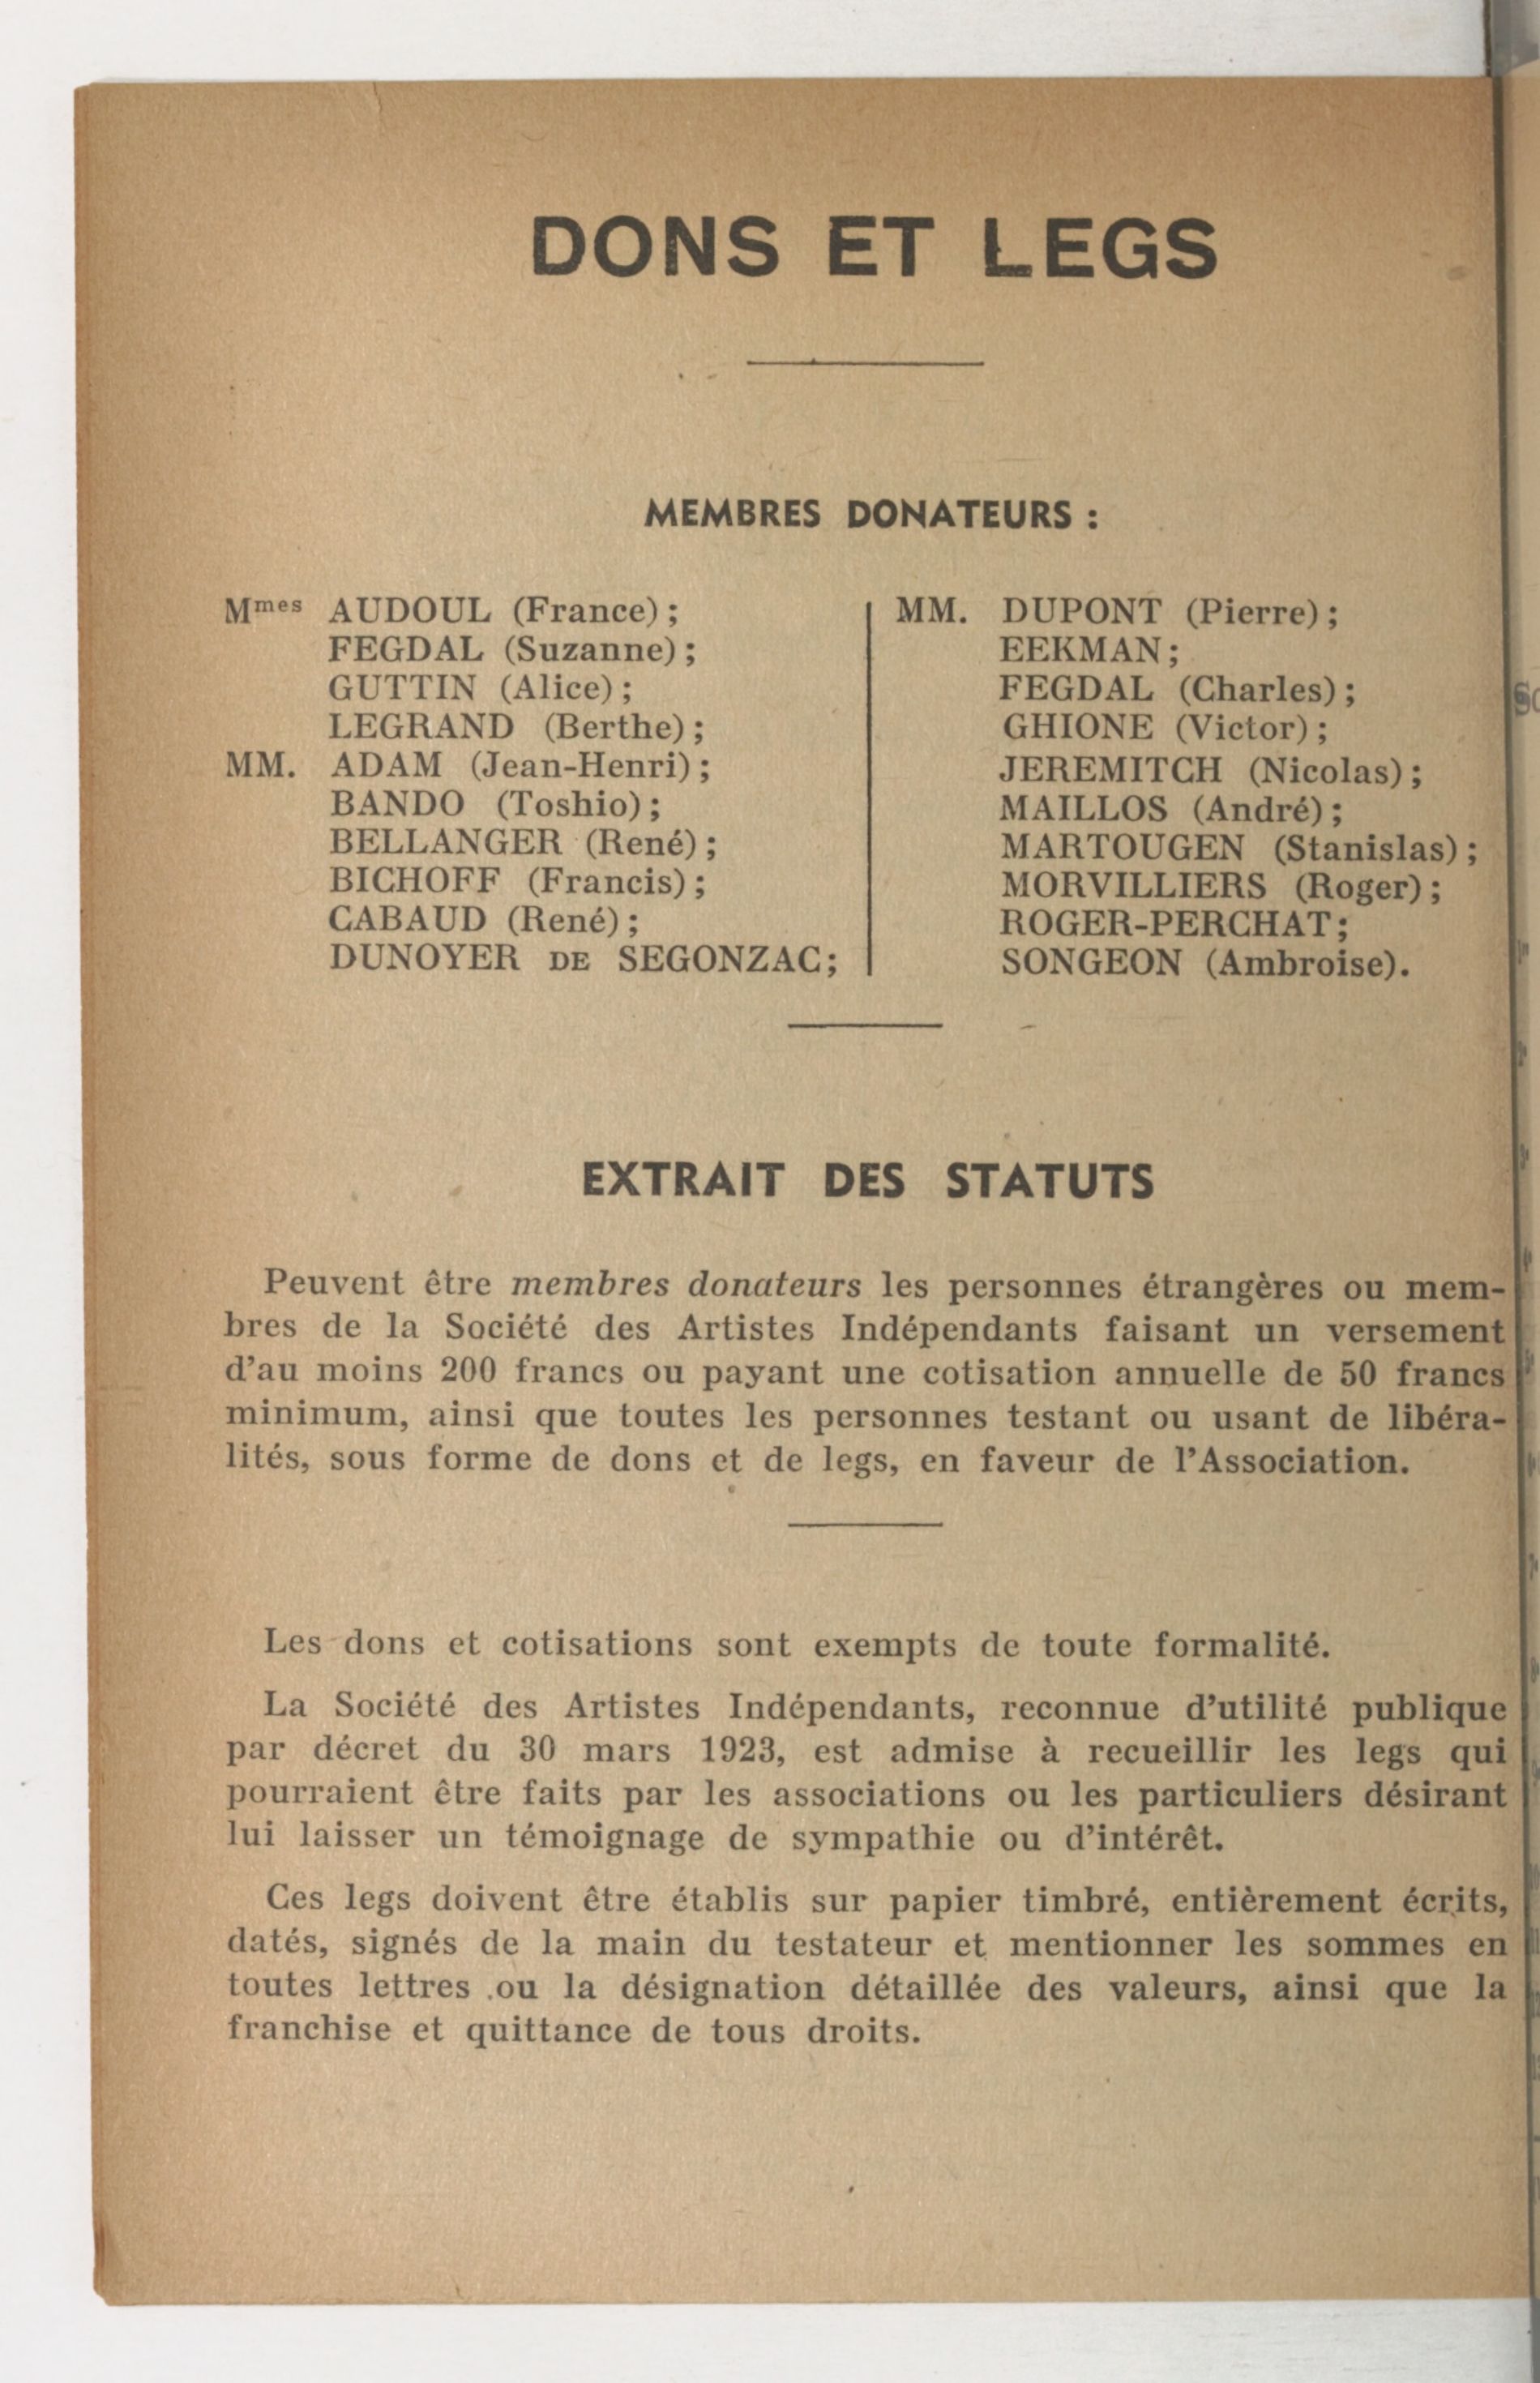 DONS ET LEGS
MEMBRES DONATEURS :
Mmes AUDOUL (France) ;
FEGDAL (Suzanne) ;
GUTTIN (Alice) ;
LEGRAND (Berthe) ;
MM. ADAM (Jean-Henri) ;
BANDO (Toshio) ;
BELLANGER (René) ;
BICHOFF (Francis) ;
CABAUD (René) ;
DUNOYER DE SEGONZAC;
MM. DUPONT (Pierre) ;
EEKMAN;
FEGDAL (Charles) ;
GHIONE (Victor) ;
JEREMITCH (Nicolas) ;
MAILLOS (André) ;
MARTOUGEN (Stanislas) ;
MORVILLIERS (Roger) ;
ROGER-PERCHAT;
SONGEON (Ambroise).
EXTRAIT DES STATUTS
Peuvent être membres donateurs les personnes étrangères ou mem-
bres de la Société des Artistes Indépendants faisant un versement
d'au moins 200 francs ou payant une cotisation annuelle de 50 francs
minimum, ainsi que toutes les personnes testant ou usant de libéra-
lités, sous forme de dons et de legs, en faveur de l'Association.
Les dons et cotisations sont exempts de toute formalité.
La Société des Artistes Indépendants, reconnue d'utilité publique
par décret du 30 mars 1923, est admise à recueillir les legs qui
pourraient être faits par les associations ou les particuliers désirant
lui laisser un témoignage de sympathie ou d'intérêt.
Ces legs doivent être établis sur papier timbré, entièrement écrits,
datés, signés de la main du testateur et mentionner les sommes en
toutes lettres ou la désignation détaillée des valeurs, ainsi que la
franchise et quittance de tous droits.